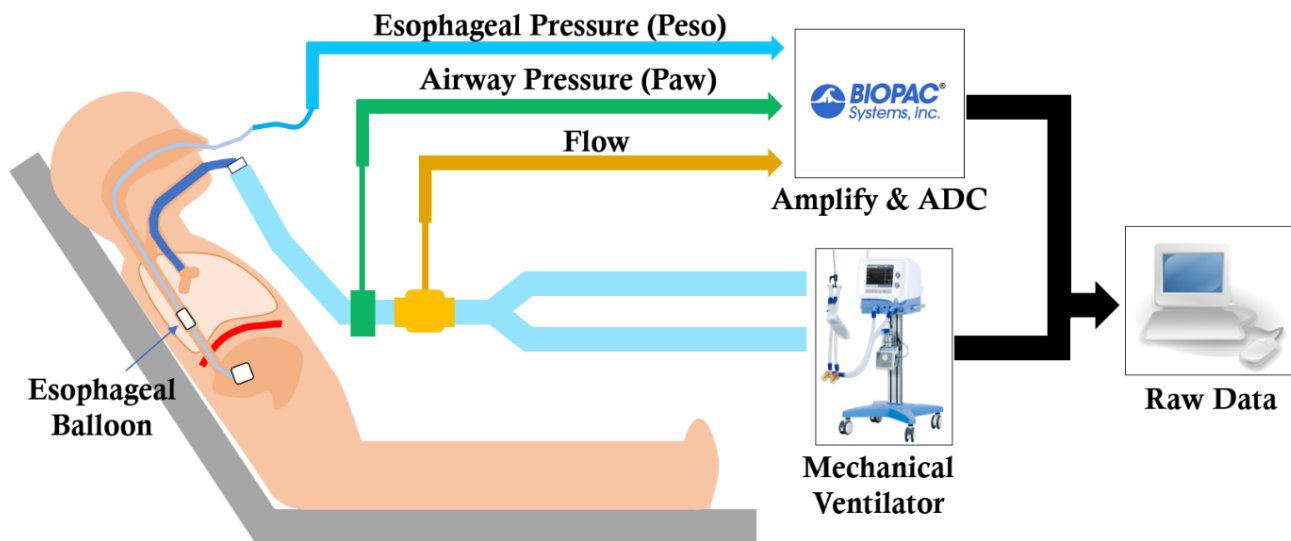 Esophageal Pressure (Peso)
Airway Pressure (Paw)
Flow
BIOPAC®
Systems, Inc.
Amplify & ADC
Esophageal
Balloon
Mechanical
Ventilator
Raw Data